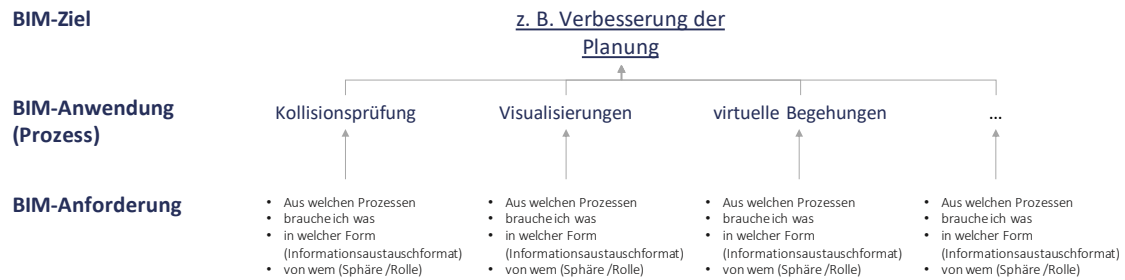 BIM-Ziel
z. B. Verbesserung der
Planung
BIM-Anwendung
(Prozess)
Kollisionsprüfung
Visualisierungen
virtuelle Begehungen
...
BIM-Anforderung
• Aus welchen Prozessen
• brauche ich was
• in welcher Form
(Informationsaustauschformat)
• von wem (Sphäre /Rolle)
• Aus welchen Prozessen
• brauche ich was
• in welcher Form
(Informationsaustauschformat)
• von wem (Sphäre /Rolle)
• Aus welchen Prozessen
• brauche ich was
• in welcher Form
(Informationsaustauschformat)
• von wem (Sphäre /Rolle)
• Aus welchen Prozessen
• brauche ich was
• in welcher Form
(Informationsaustauschformat)
• von wem (Sphäre /Rolle)